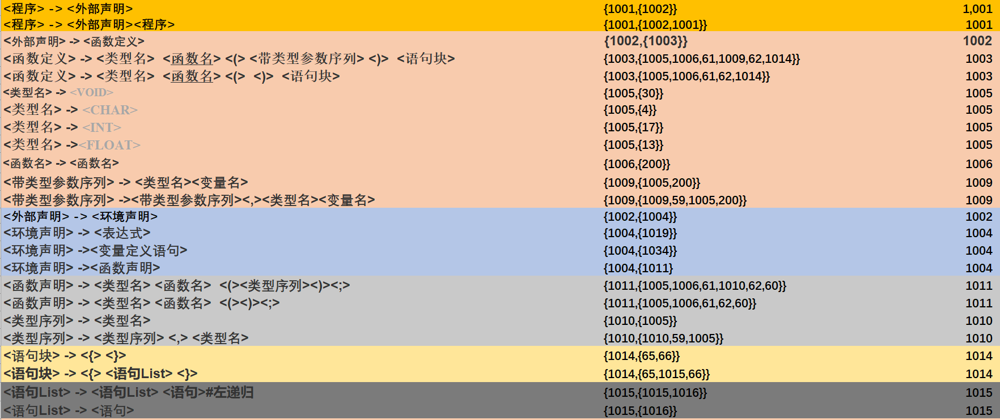 <程序> -> <外部声明> {1001,{1002}} 1,001
<程序> -> <外部声明><程序> {1001,{1002,1001}} 1001
<外部声明> -> <函数定义> {1002,{1003}} 1002
<函数定义> -> <类型名> <函数名> <(> <带类型参数序列> <)> <语句块> {1003,{1005,1006,61,1009,62,1014}} 1003
<函数定义> -> <类型名> <函数名> <(> <)> <语句块> {1003,{1005,1006,61,62,1014}} 1003
<类型名> -> <VOID> {1005,{30}} 1005
<类型名> -> <CHAR> {1005,{4}} 1005
<类型名> -> <INT> {1005,{17}} 1005
<类型名> -><FLOAT> {1005,{13}} 1005
<函数名> -> <函数名> {1006,{200}} 1006
<带类型参数序列> -> <类型名><变量名> {1009,{1005,200}} 1009
<带类型参数序列> -><带类型参数序列><,><类型名><变量名> {1009,{1009,59,1005,200}} 1009
<外部声明> -> <环境声明> {1002,{1004}} 1002
<环境声明> -> <表达式> {1004,{1019}} 1004
<环境声明> -><变量定义语句> {1004,{1034}} 1004
<环境声明> -><函数声明> {1004,{1011} 1004
<函数声明> -> <类型名> <函数名> <(><类型序列><)><;> {1011,{1005,1006,61,1010,62,60}} 1011
<函数声明> -> <类型名> <函数名> <(><)><;> {1011,{1005,1006,61,62,60}} 1011
<类型序列> -> <类型名> {1010,{1005}} 1010
<类型序列> -> <类型序列> <,> <类型名> {1010,{1010,59,1005}} 1010
<语句块> -> <{> <}> {1014,{65,66}} 1014
<语句块> -> <{> <语句List> <}> {1014,{65,1015,66}} 1014
<语句List> -> <语句List> <语句>#左递归 {1015,{1015,1016}} 1015
<语句List> -> <语句> {1015,{1016}} 1015